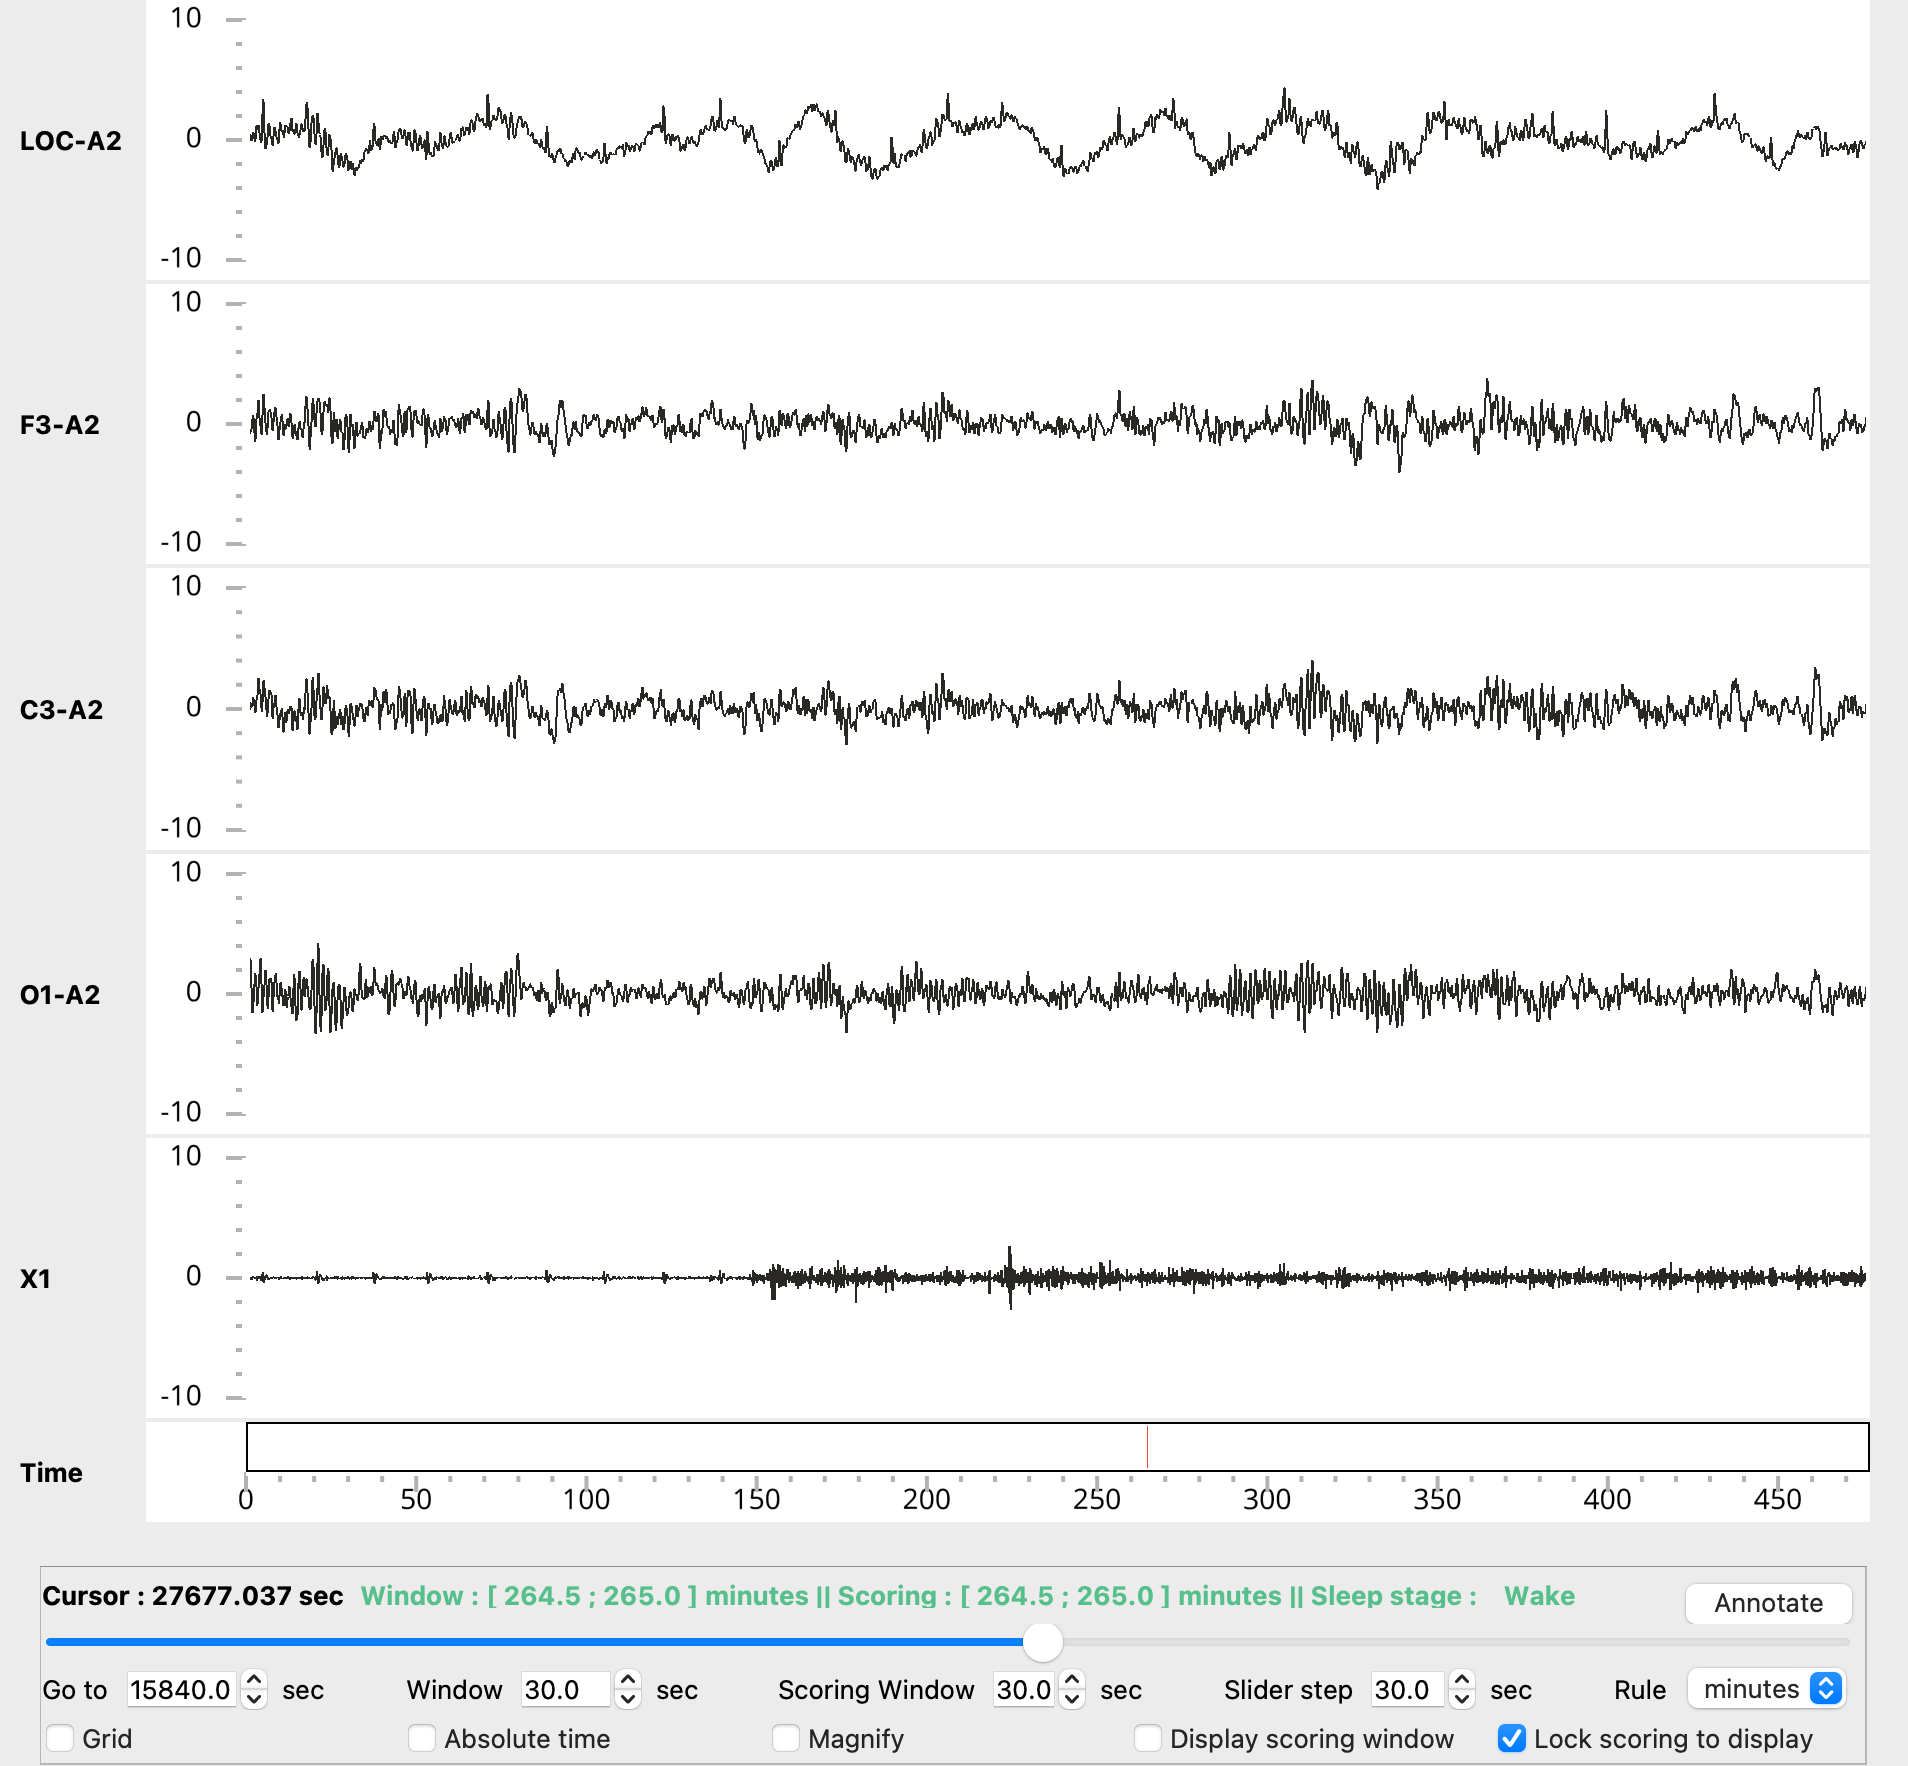 10
LOC-A2
0
-10
10
F3-A2
0
-10
10
C3-A2
0
-10
10
O1-A2
0
-10
10
X1
0
-10
Time
0 50 100 150 200 250 300 350 400 450
Cursor : 27677.037 sec Window : [ 264.5 ; 265.0 ] minutes || Scoring : [ 264.5 ; 265.0 ] minutes || Sleep stage : Wake Annotate
Go to 15840.0 sec Window 30.0 sec Scoring Window 30.0 sec Slider step 30.0 sec Rule minutes
Grid Absolute time Magnify Display scoring window Lock scoring to display